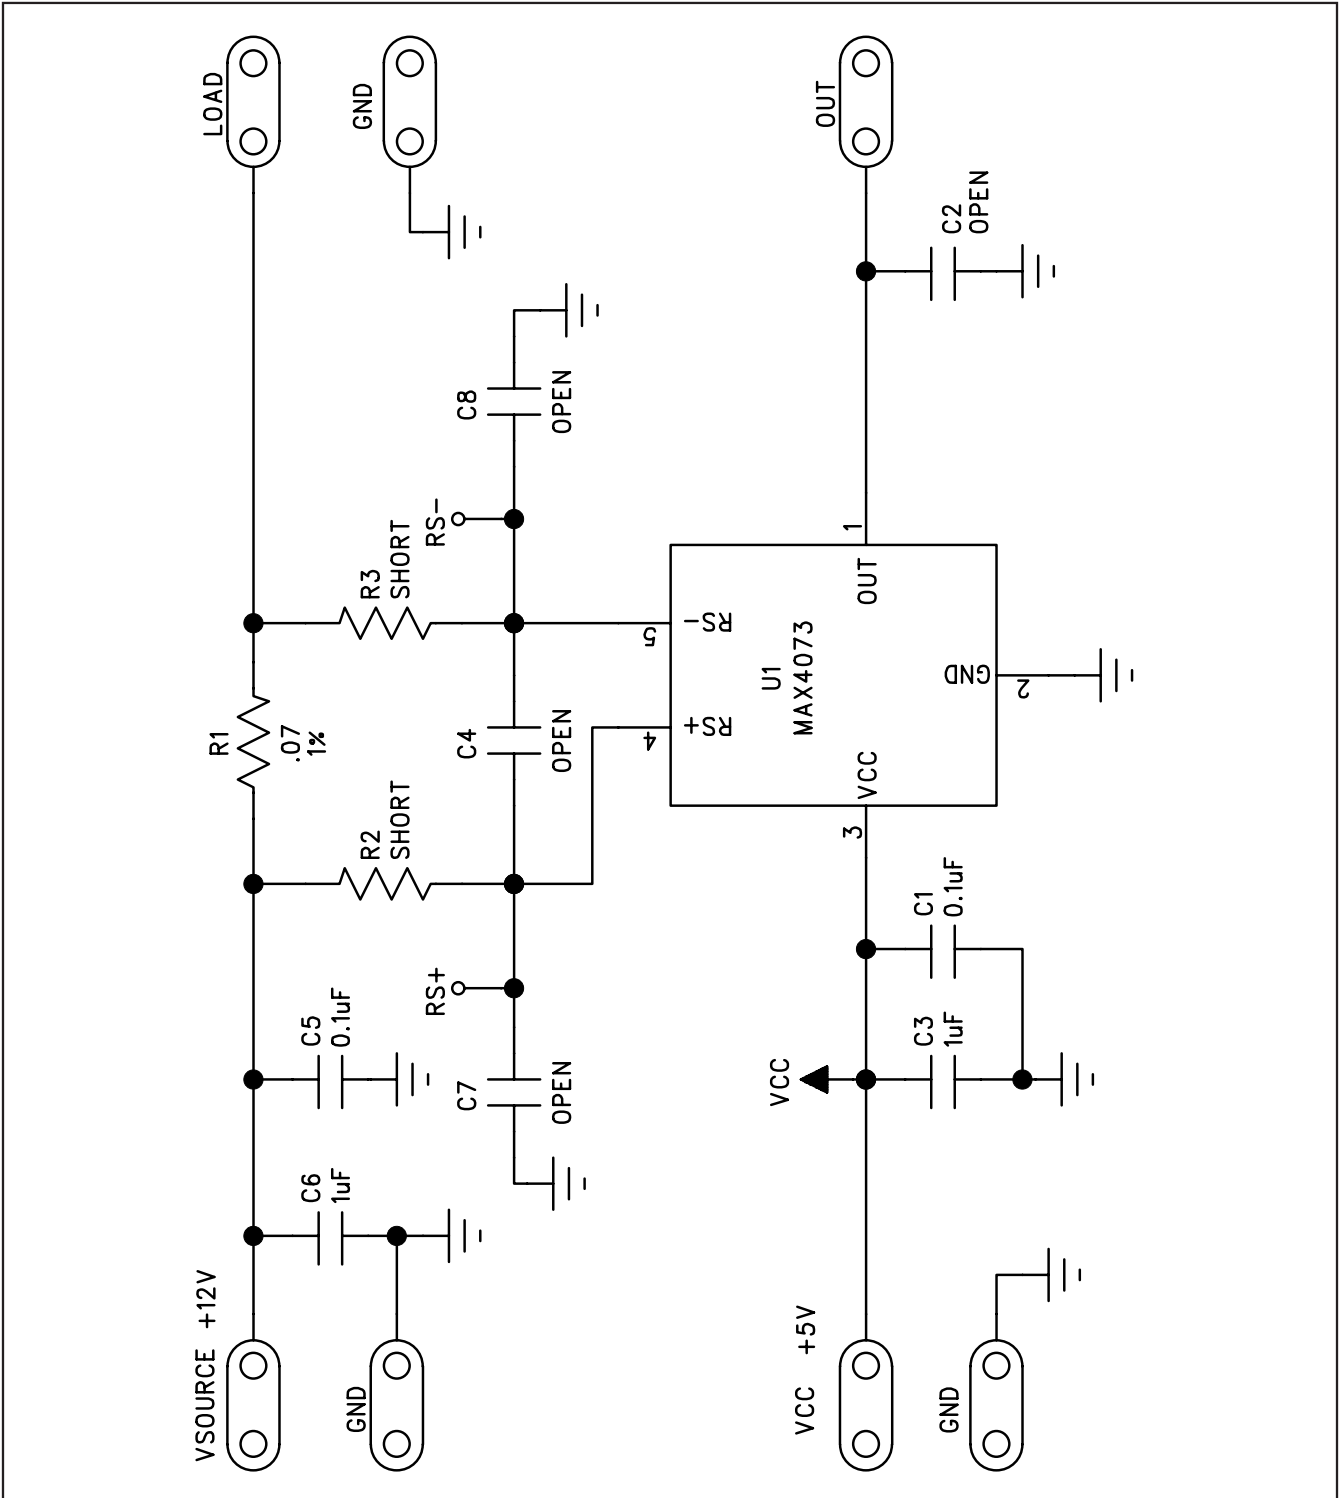 LOAD
GND
OUT
C2
OPEN
C8
OPEN
RS-
R3
SHORT
1
OUT
5
RS-
R1
.07
1%
C4
OPEN
U1
MAX4073
GND
2
4
RS+
VCC
3
R2
SHORT
RS+
C1
0.1uF
C5
0.1uF
C7
OPEN
VCC
C3
1uF
C6
1uF
VSOURCE +12V
GND
VCC +5V
GND